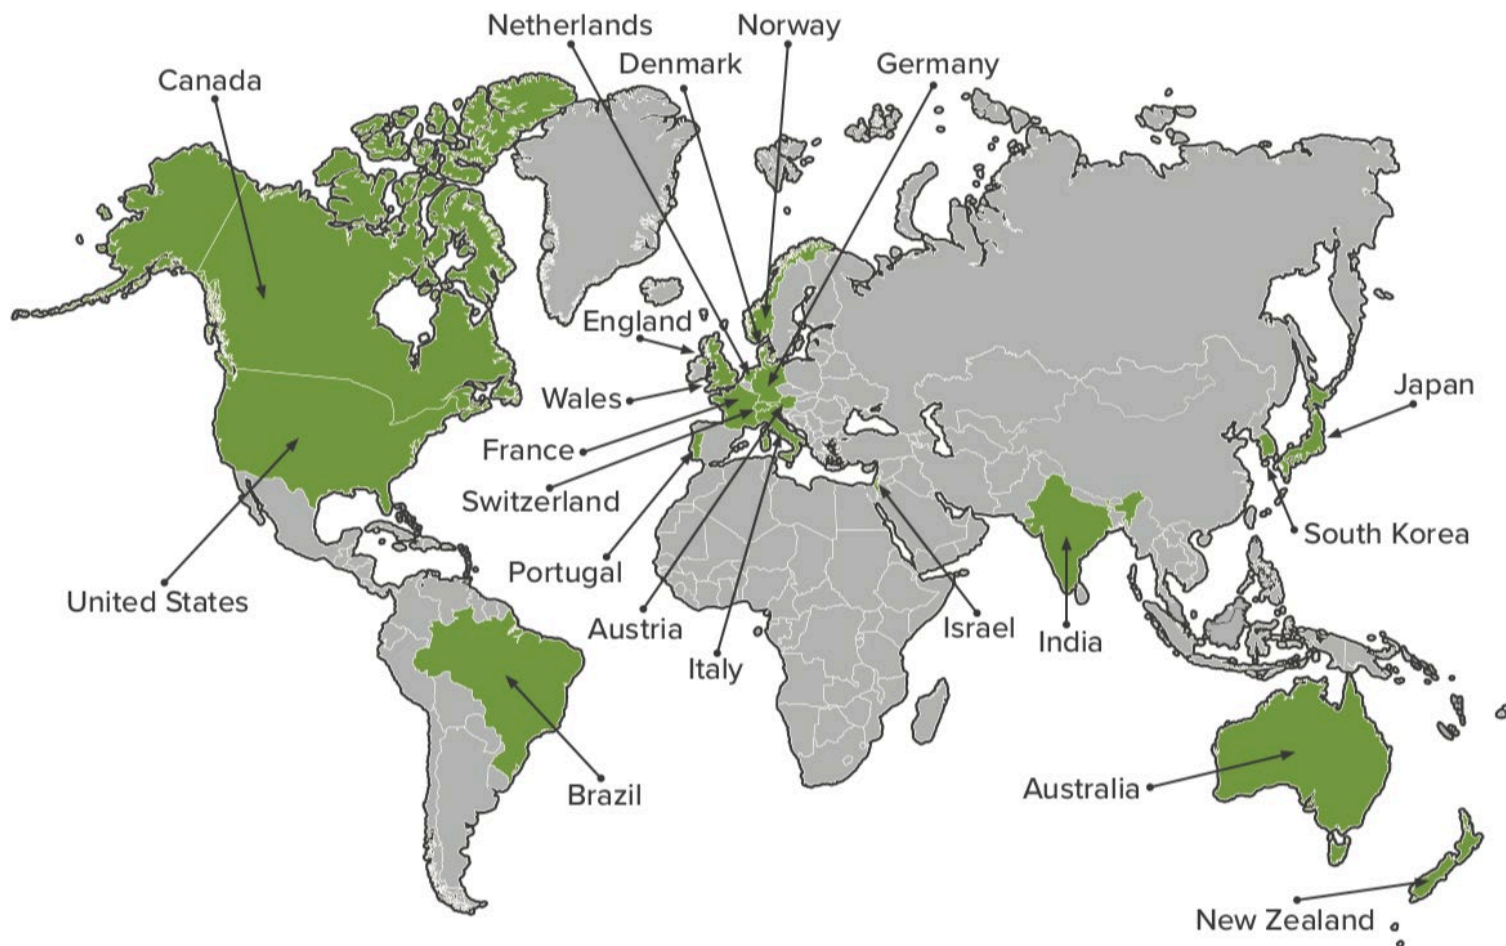 Netherlands
Norway
Denmark
Germany
Canada
England
Wales
Japan
France
Switzerland
South Korea
Portugal
United States
Austria
Israel
India
Italy
Australia
Brazil
New Zealand